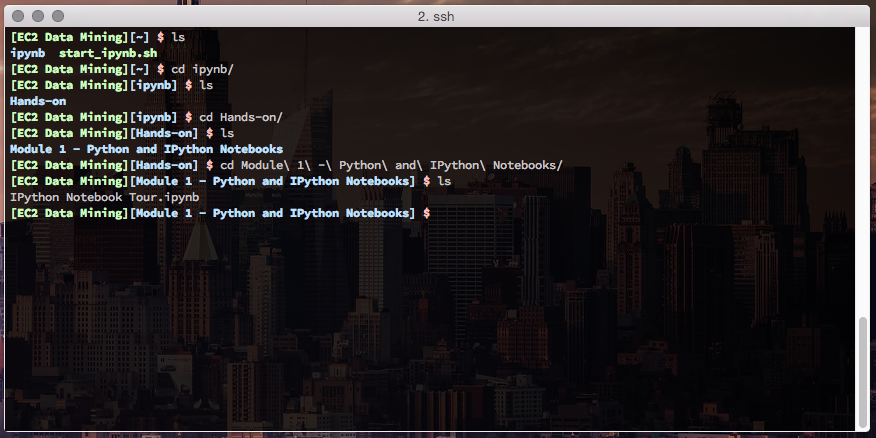 2. ssh
[EC2 Data Mining][~] $ ls
ipynb  start_ipynb.sh
[EC2 Data Mining][~] $ cd ipynb/
[EC2 Data Mining][ipynb] $ ls
Hands-on
[EC2 Data Mining][ipynb] $ cd Hands-on/
[EC2 Data Mining][Hands-on] $ ls
Module 1 - Python and IPython Notebooks
[EC2 Data Mining][Hands-on] $ cd Module\ 1\ -\ Python\ and\ IPython\ Notebooks/
[EC2 Data Mining][Module 1 - Python and IPython Notebooks] $ ls
IPython Notebook Tour.ipynb
[EC2 Data Mining][Module 1 - Python and IPython Notebooks] $